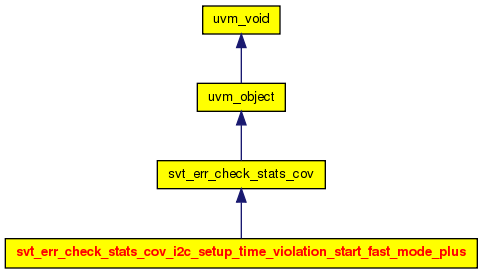 uvm_void
uvm_object
svt_err_check_stats_cov
svt_err_check_stats_cov_i2c_setup_time_violation_start_fast_mode_plus